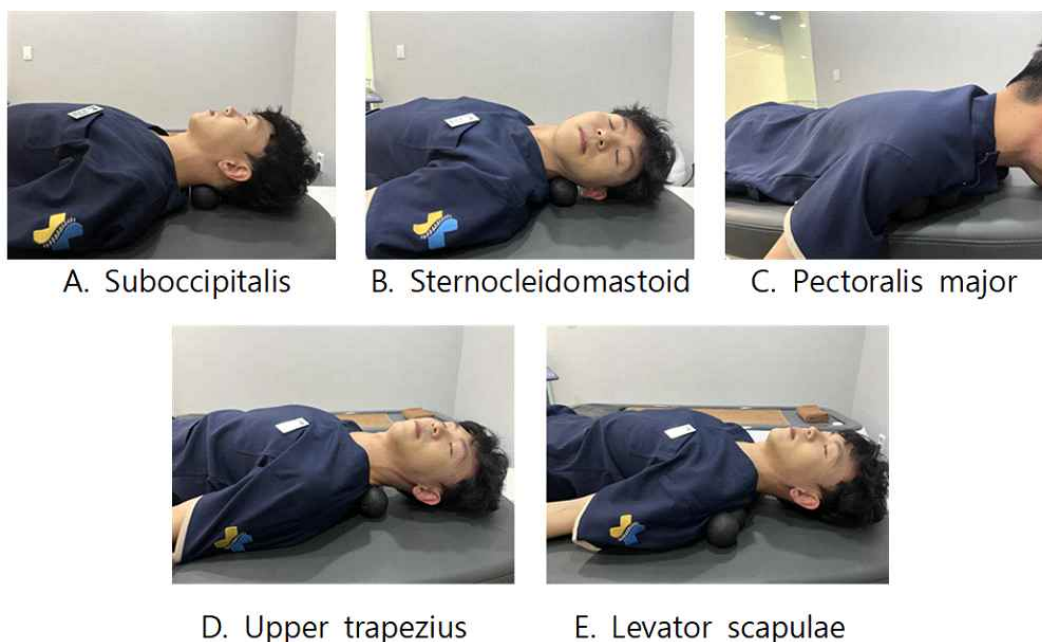 A. Suboccipitalis
B. Sternocleidomastoid
C. Pectoralis major
D. Upper trapezius
E. Levator scapulae